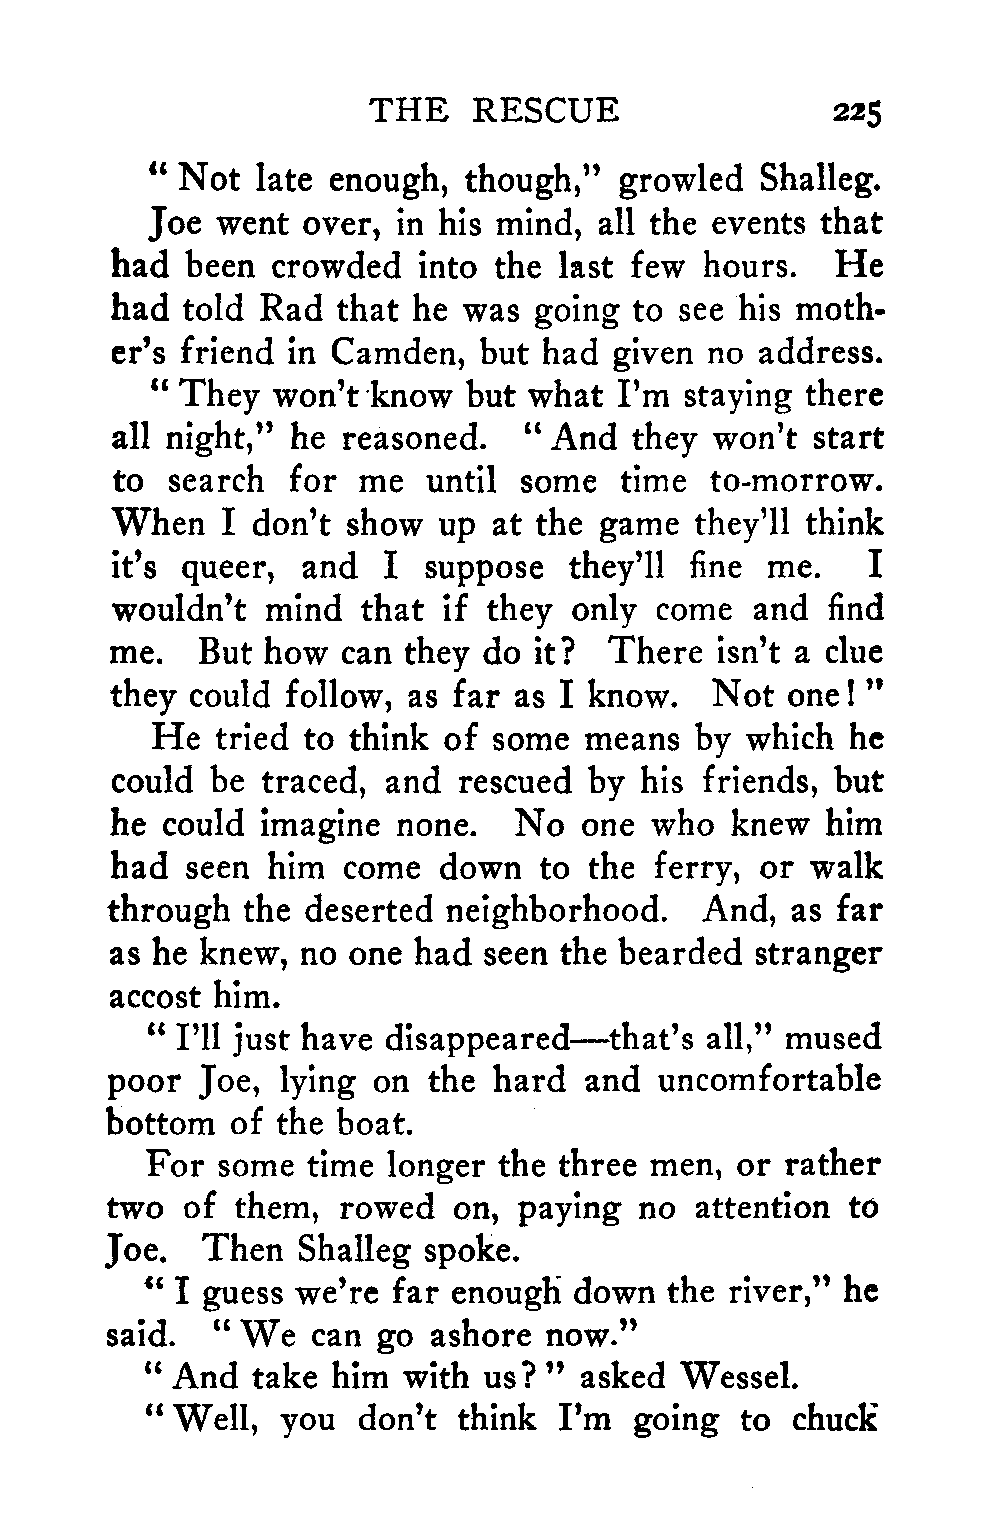 THE RESCUE 225
“ Not late enough, though,” growled Shalleg.
Joe went over, in his mind, all the events that
had been crowded into the last few hours. He
had told Rad that he was going to see his moth-
er’s friend in Camden, but had given no address.
“ They won’t know but what I’m staying there
all night,” he reasoned. “ And they won’t start
to search for me until some time to-morrow.
When I don’t show up at the game they’ll think
it’s queer, and I suppose they’ll fine me. I
wouldn’t mind that if they only come and find
me. But how can they do it? There isn’t a clue
they could follow, as far as I know. Not one! ”
He tried to think of some means by which he
could be traced, and rescued by his friends, but
he could imagine none. No one who knew him
had seen him come down to the ferry, or walk
through the deserted neighborhood. And, as far
as he knew, no one had seen the bearded stranger
accost him.
“ I’ll just have disappeared—that’s all,” mused
poor Joe, lying on the hard and uncomfortable
bottom of the boat.
For some time longer the three men, or rather
two of them, rowed on, paying no attention to
Joe. Then Shalleg spoke.
“ I guess we’re far enough down the river,” he
said. “ We can go ashore now.”
“ And take him with us? ” asked Wessel.
“ Well, you don’t think I’m going to chuck